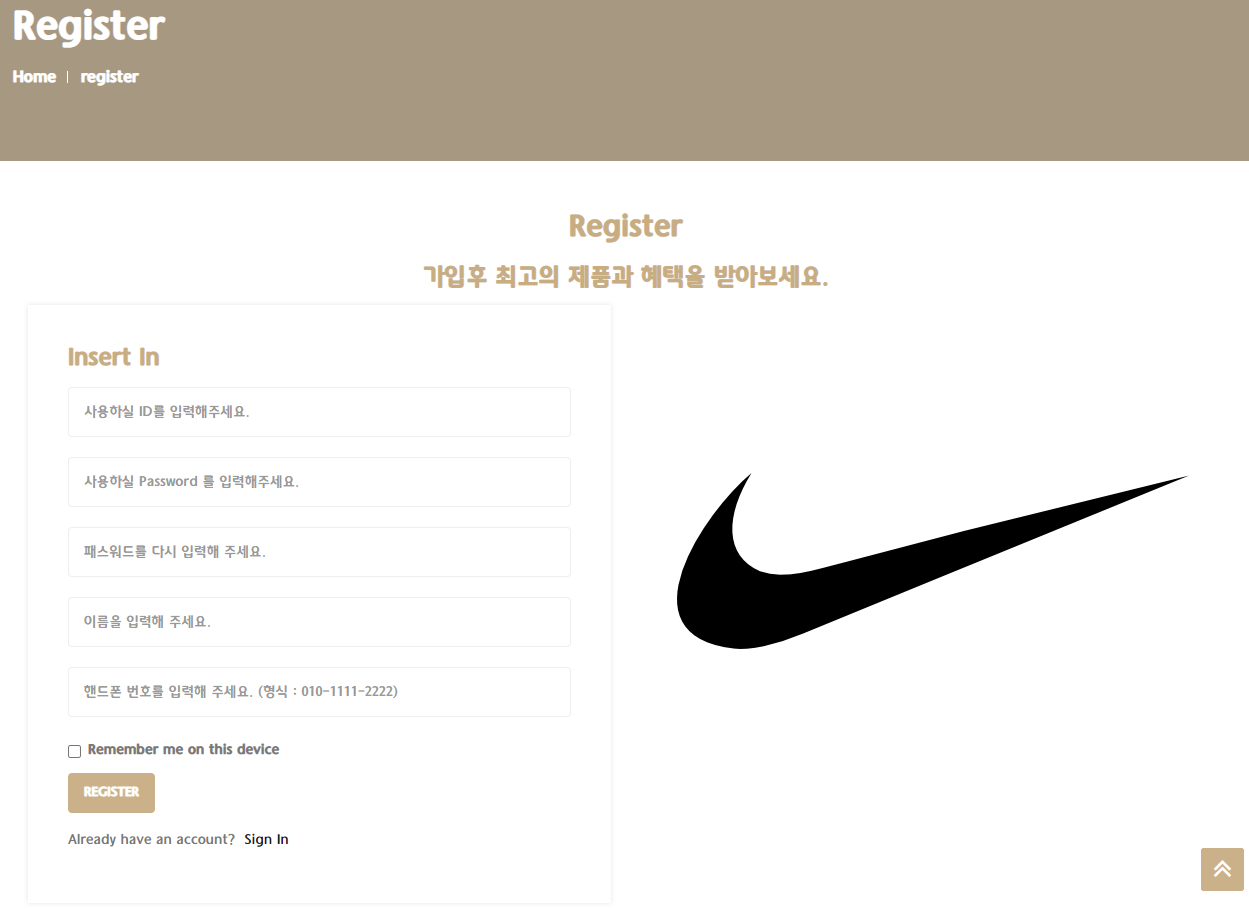 Register
Home | register
Register
가입후 최고의 제품과 혜택을 받아보세요.
Insert In
사용하실 ID를 입력해주세요.
사용하실 Password 를 입력해주세요.
패스워드를 다시 입력해 주세요.
이름을 입력해 주세요.
핸드폰 번호를 입력해 주세요. (형식 : 010-1111-2222)
Remember me on this device
REGISTER
Already have an account? Sign In